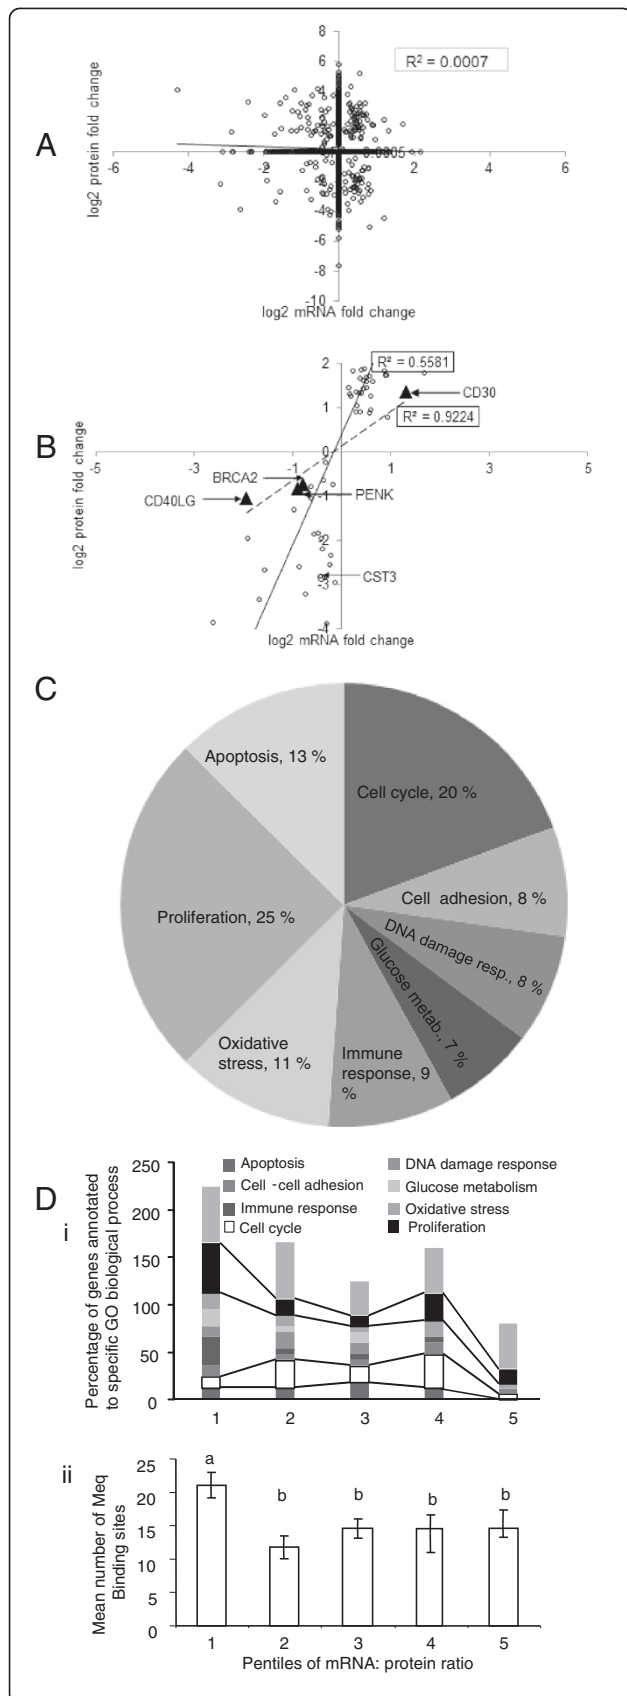 A
8
6
4
2
0
-2
-4
-6
-8
-10
-6
-4
-2
2
4
6
R² = 0.0007
0.0005
log2 protein fold change
log2 mRNA fold change
B
2
1
0
-1
-2
-3
-4
-5
-3
-1
1
3
5
R² = 0.5581
CD30
R² = 0.9224
BRCA2
CD40LG
PENK
CST3
log2 protein fold change
log2 mRNA fold change
C
Apoptosis, 13 %
Cell cycle, 20 %
Cell adhesion, 8 %
Proliferation, 25 %
DNA damage resp., 8 %
Glucose metab., 7 %
Oxidative
stress, 11 %
Immune
response, 9
%
D
i
250
200
150
100
50
0
Apoptosis
Cell -cell adhesion
Immune response
Cell cycle
DNA damage response
Glucose metabolism
Oxidative stress
Proliferation
Percentage of genes annotated
to specific GO biological process
1 2 3 4 5
ii
25
20
15
10
5
0
a b b b b
Mean number of Meq
Binding sites
1 2 3 4 5
Pentiles of mRNA: protein ratio